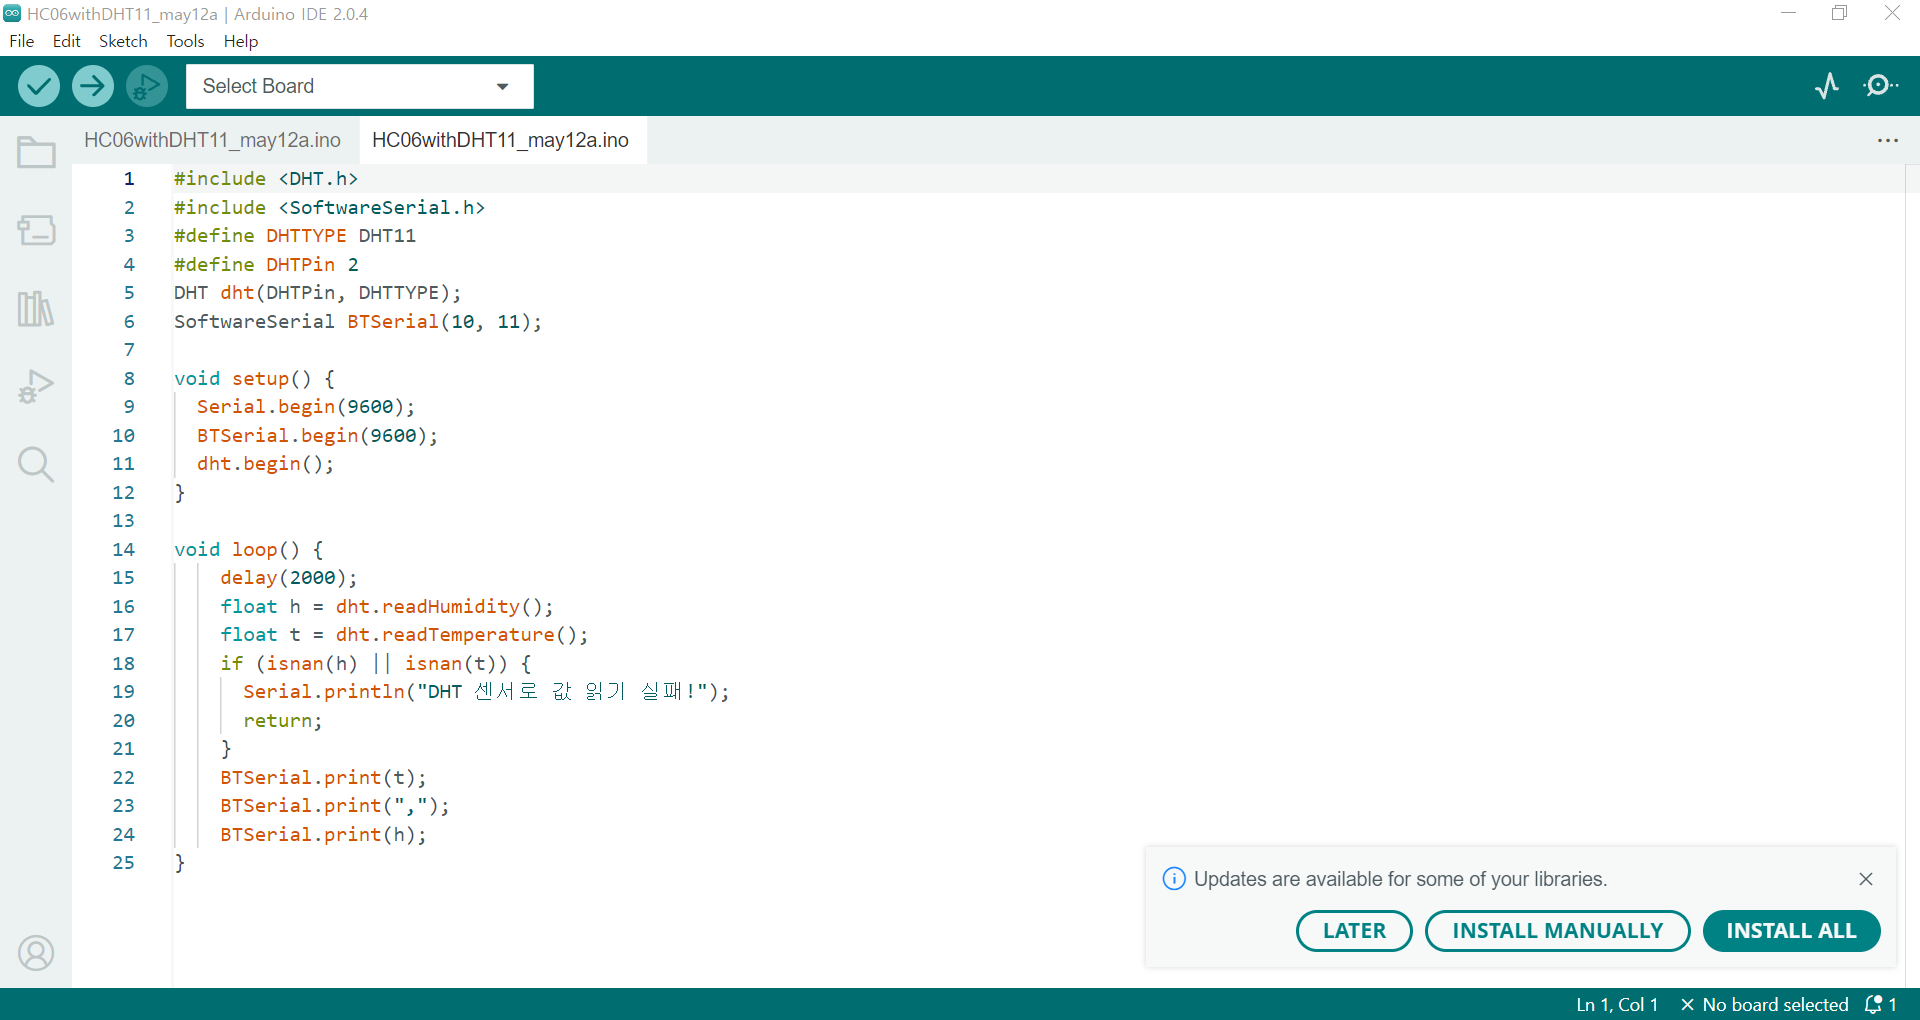 HC06withDHT11_may12a | Arduino IDE 2.0.4
File Edit Sketch Tools Help
Select Board
HC06withDHT11_may12a.ino HC06withDHT11_may12a.ino
1 #include <DHT.h>
2 #include <SoftwareSerial.h>
3 #define DHTTYPE DHT11
4 #define DHTPin 2
5 DHT dht(DHTPin, DHTTYPE);
6 SoftwareSerial BTSerial(10, 11);
7
8 void setup() {
9 Serial.begin(9600);
10 BTSerial.begin(9600);
11 dht.begin();
12 }
13
14 void loop() {
15 delay(2000);
16 float h = dht.readHumidity();
17 float t = dht.readTemperature();
18 if (isnan(h) || isnan(t)) {
19 Serial.println("DHT 센서로 값 읽기 실패!");
20 return;
21 }
22 BTSerial.print(t);
23 BTSerial.print(",");
24 BTSerial.print(h);
25 }
Updates are available for some of your libraries.
LATER INSTALL MANUALLY INSTALL ALL
Ln 1, Col 1 No board selected 1